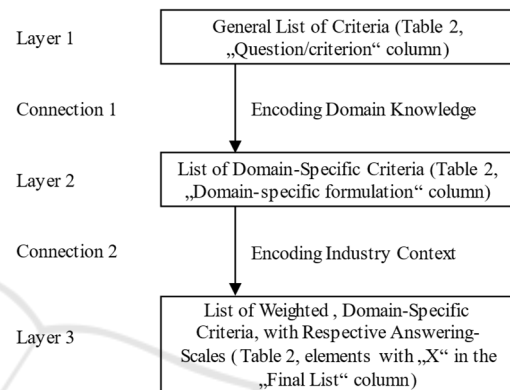 Layer 1
General List of Criteria (Table 2,
„Question/criterion“ column)
Connection 1
Encoding Domain Knowledge
Layer 2
List of Domain-Specific Criteria (Table 2,
„Domain-specific formulation“ column)
Connection 2
Encoding Industry Context
Layer 3
List of Weighted , Domain-Specific
Criteria, with Respective Answering-
Scales ( Table 2, elements with „X“ in the
„Final List“ column)